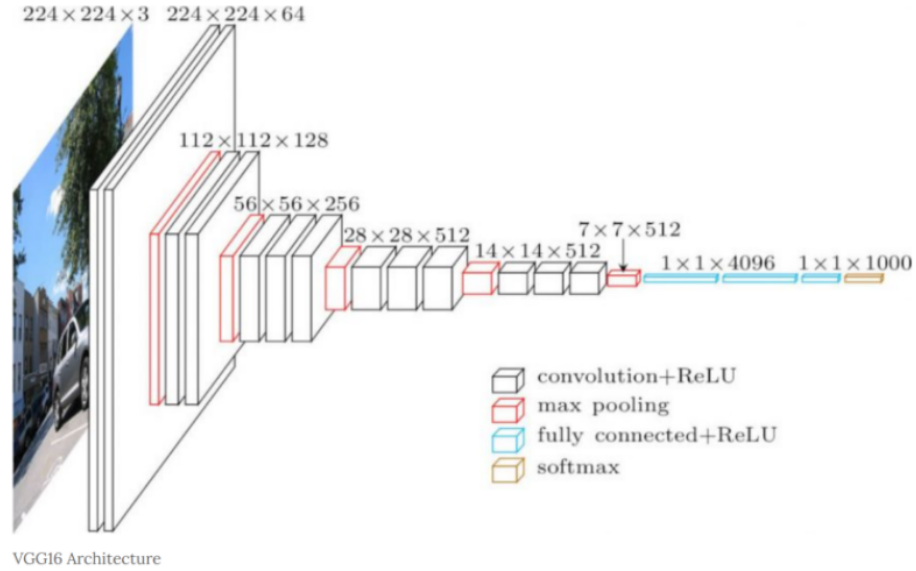 224×224×3 224×224×64
112×112×128
56×56×256
28×28×512
14×14×512
7×7×512
1×1×4096 1×1×1000
convolution+ReLU
max pooling
fully connected+ReLU
softmax
VGG16 Architecture